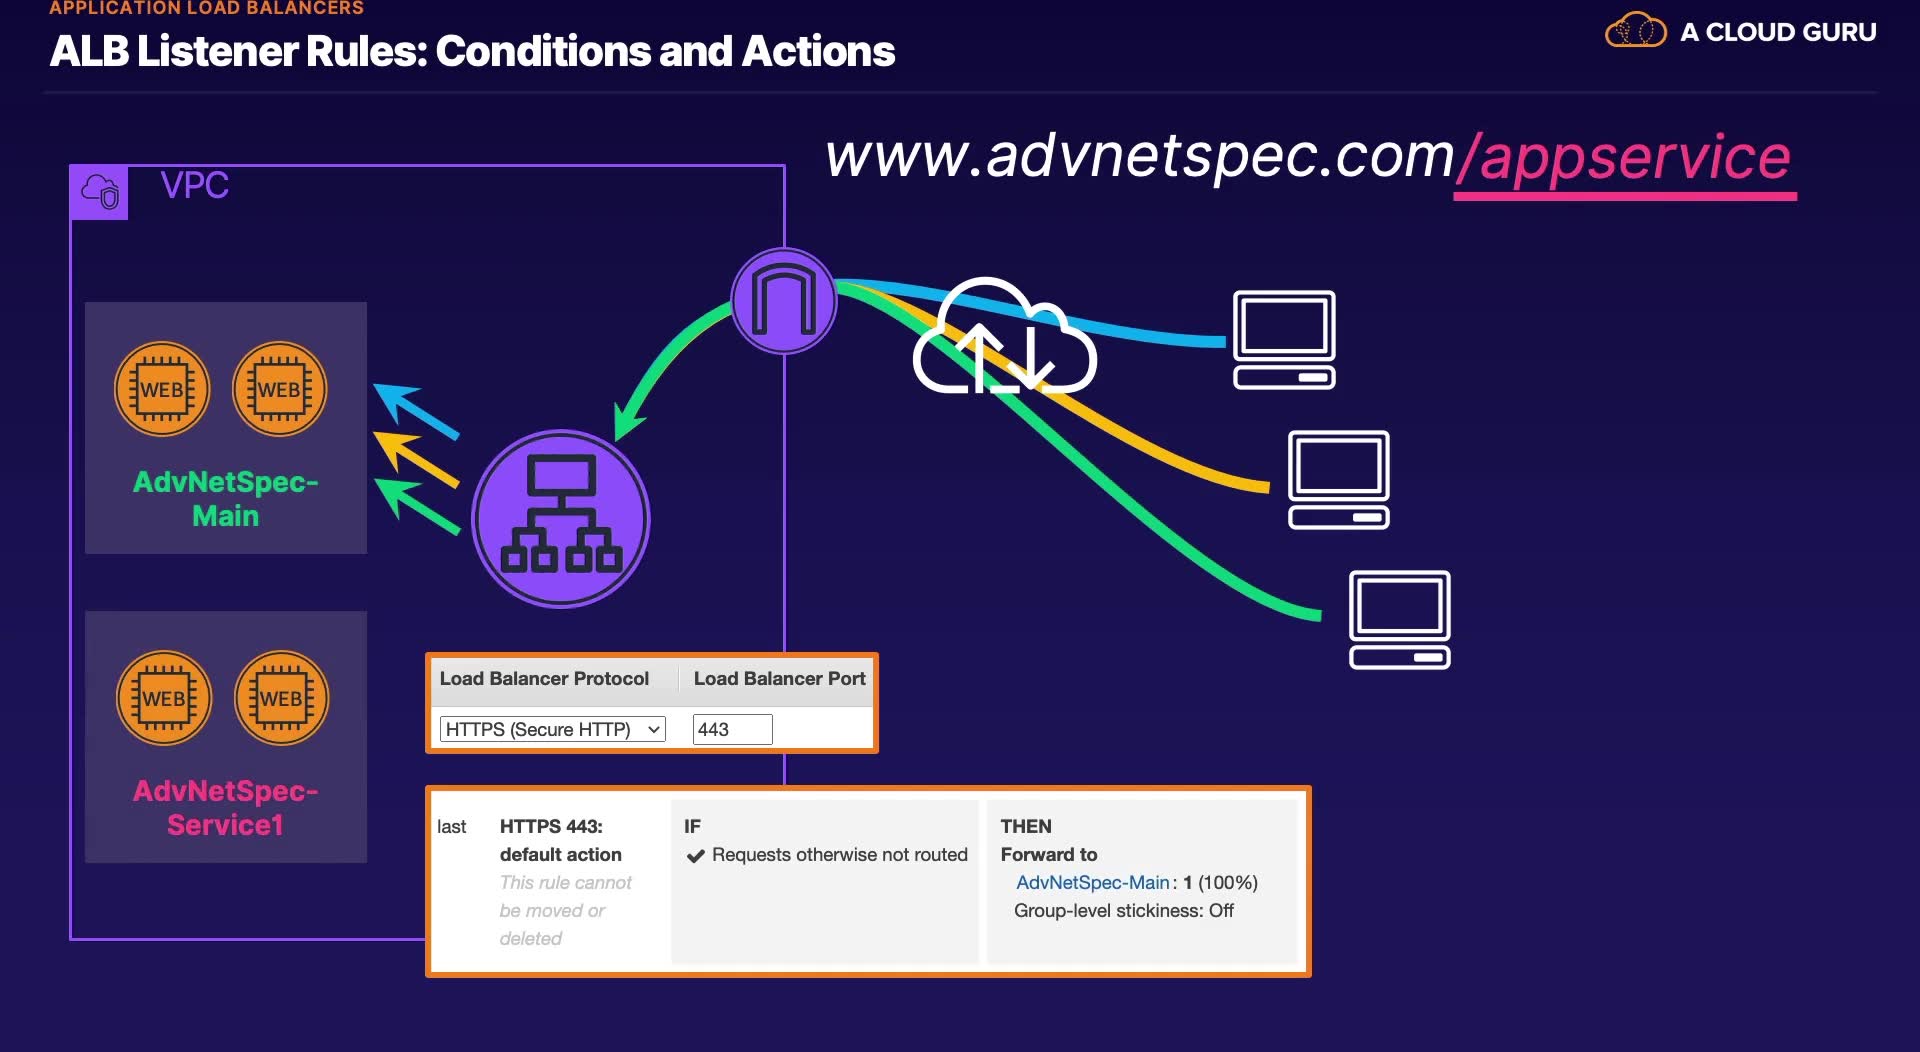 APPLICATION LOAD BALANCERS
ALB Listener Rules: Conditions and Actions
A CLOUD GURU
www.advnetspec.com/appservice
VPC
WEB WEB
AdvNetSpec-
Main
WEB WEB
AdvNetSpec-
Service1
Load Balancer Protocol Load Balancer Port
HTTPS (Secure HTTP) 443
last HTTPS 443: IF THEN
default action Requests otherwise not routed Forward to
This rule cannot AdvNetSpec-Main: 1 (100%)
be moved or Group-level stickiness: Off
deleted